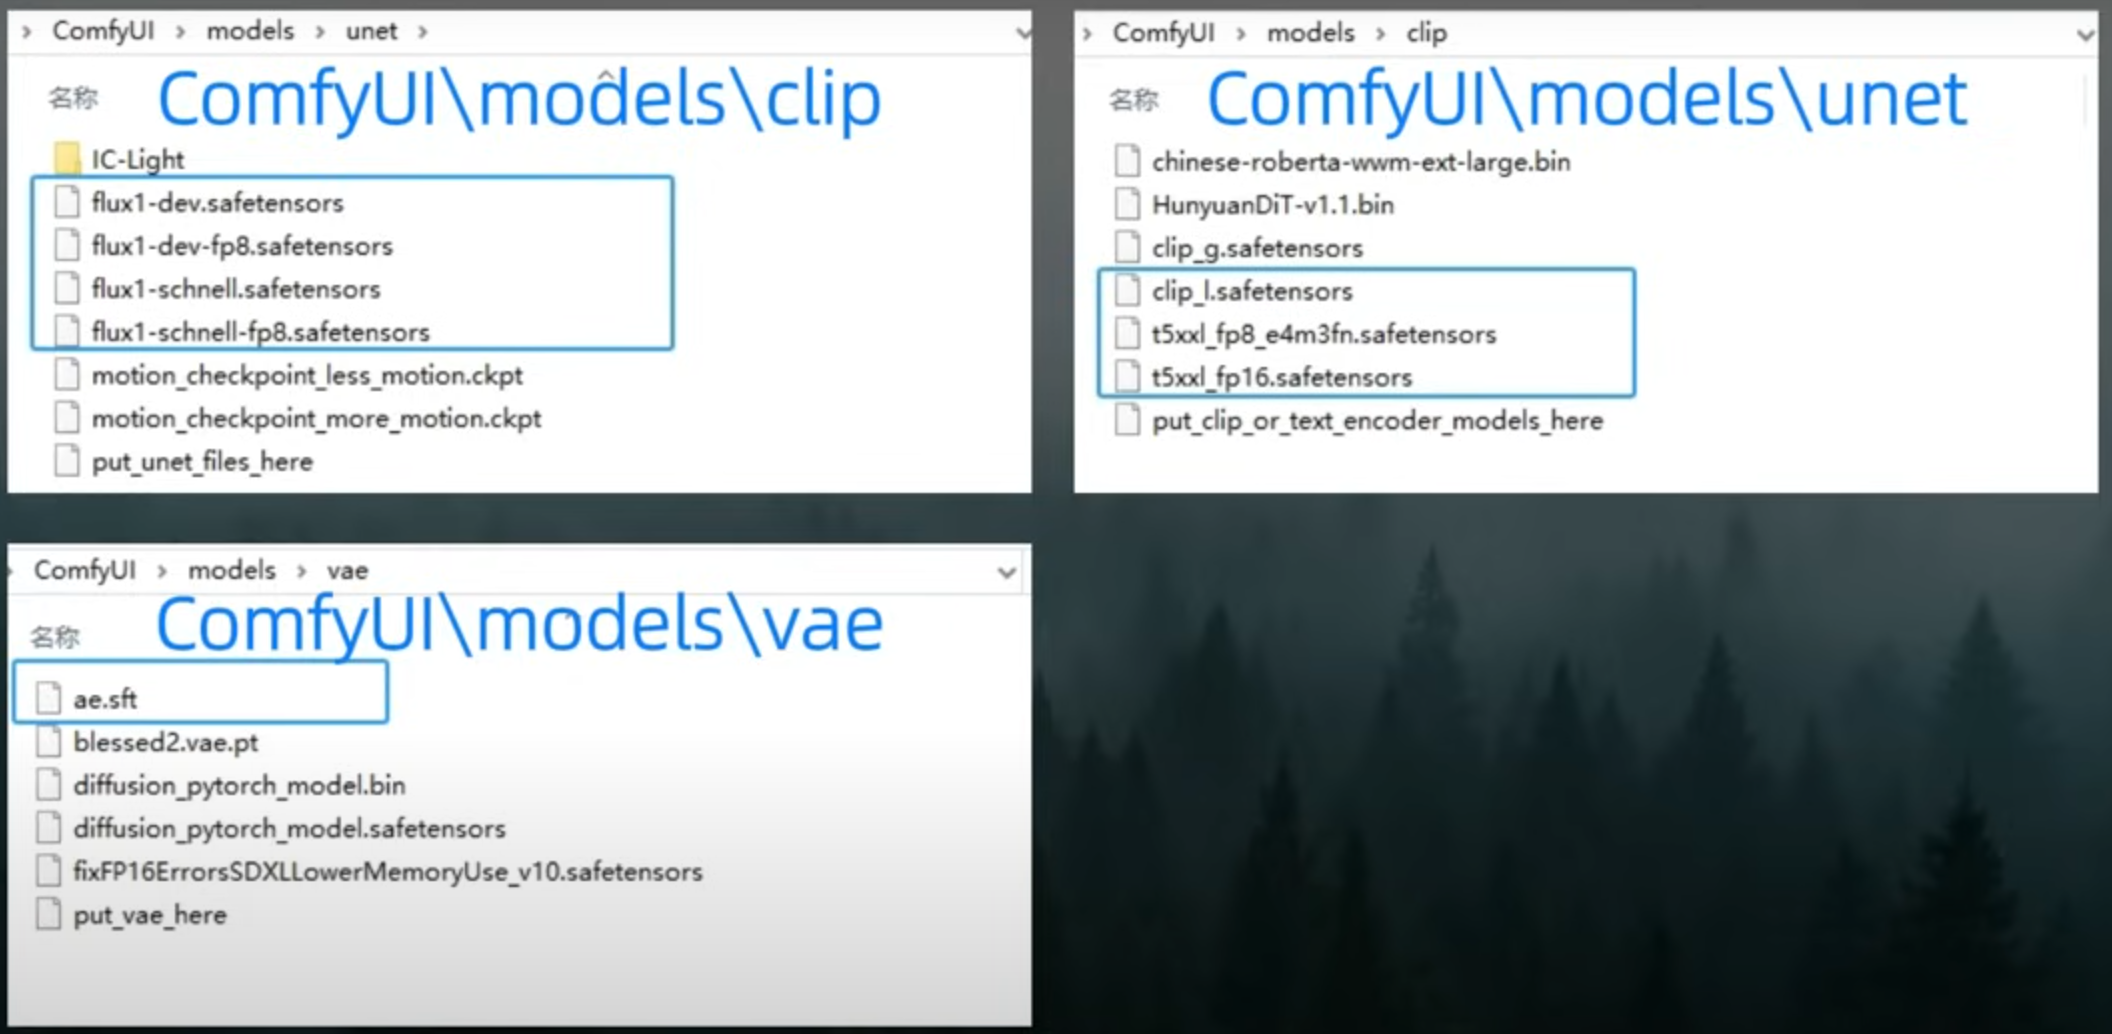 ComfyUI > models > unet >
名称
ComfyUI\models\clip
IC-Light
flux1-dev.safetensors
flux1-dev-fp8.safetensors
flux1-schnell.safetensors
flux1-schnell-fp8.safetensors
motion_checkpoint_less_motion.ckpt
motion_checkpoint_more_motion.ckpt
put_unet_files_here
ComfyUI > models > clip
名称
ComfyUI\models\unet
chinese-roberta-wwm-ext-large.bin
HunyuanDiT-v1.1.bin
clip_g.safetensors
clip_l.safetensors
t5xxl_fp8_e4m3fn.safetensors
t5xxl_fp16.safetensors
put_clip_or_text_encoder_models_here
ComfyUI > models > vae
名称
ComfyUI\models\vae
ae.sft
blessed2.vae.pt
diffusion_pytorch_model.bin
diffusion_pytorch_model.safetensors
fixFP16ErrorsSDXLLowerMemoryUse_v10.safetensors
put_vae_here